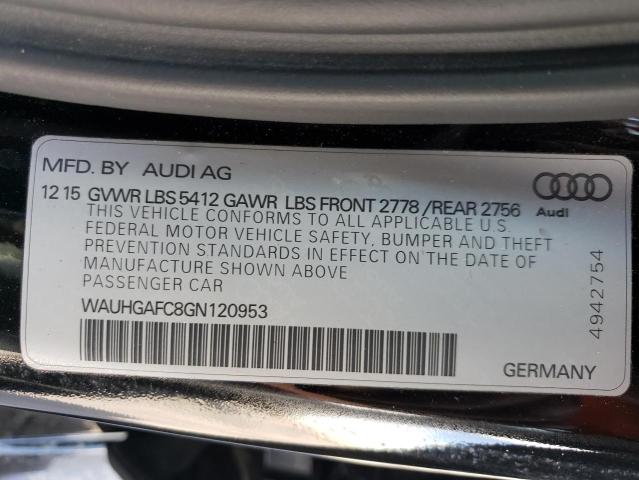 MFD. BY AUDI AG
12 15 GVWR LBS 5412 GAWR LBS FRONT 2778 / REAR 2756
THIS VEHICLE CONFORMS TO ALL APPLICABLE U.S.
FEDERAL MOTOR VEHICLE SAFETY, BUMPER AND THEFT
PREVENTION STANDARDS IN EFFECT ON THE DATE OF
MANUFACTURE SHOWN ABOVE
PASSENGER CAR
WAUHGAFC8GN120953
GERMANY
Audi
4942754